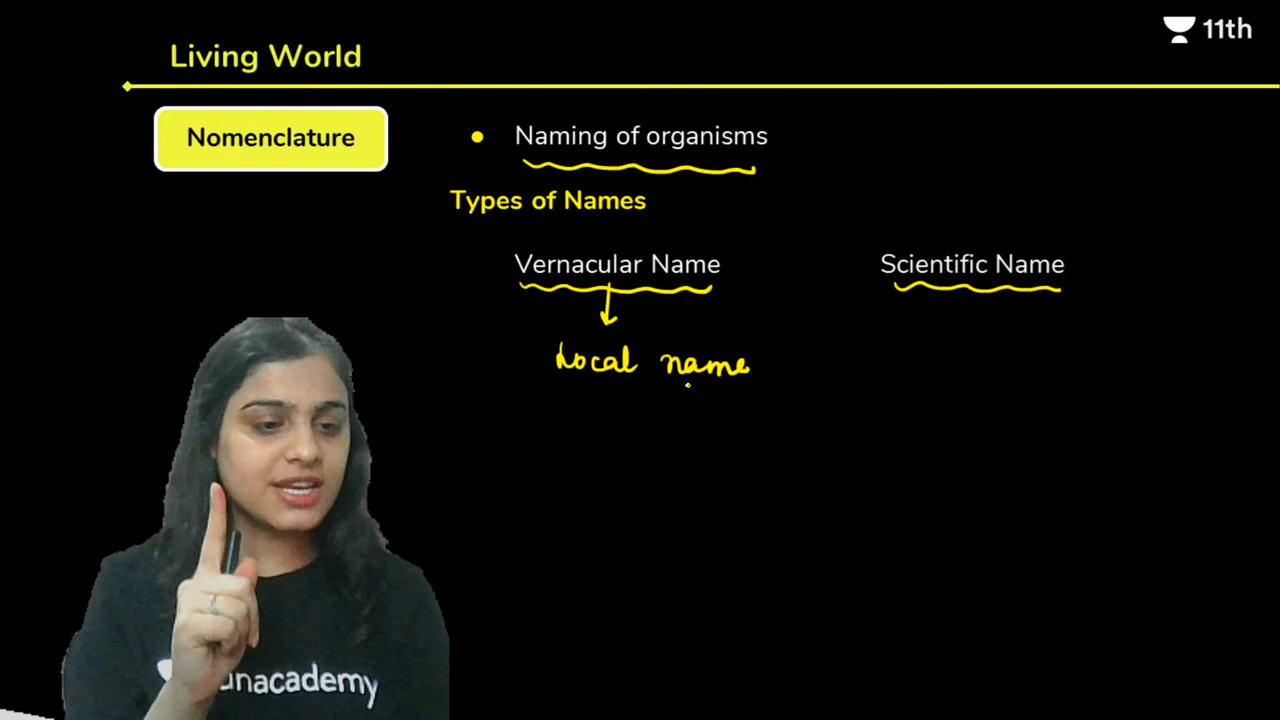 11th
Living World
Nomenclature
Naming of organisms
Types of Names
Vernacular Name
Scientific Name
Local name
unacademy